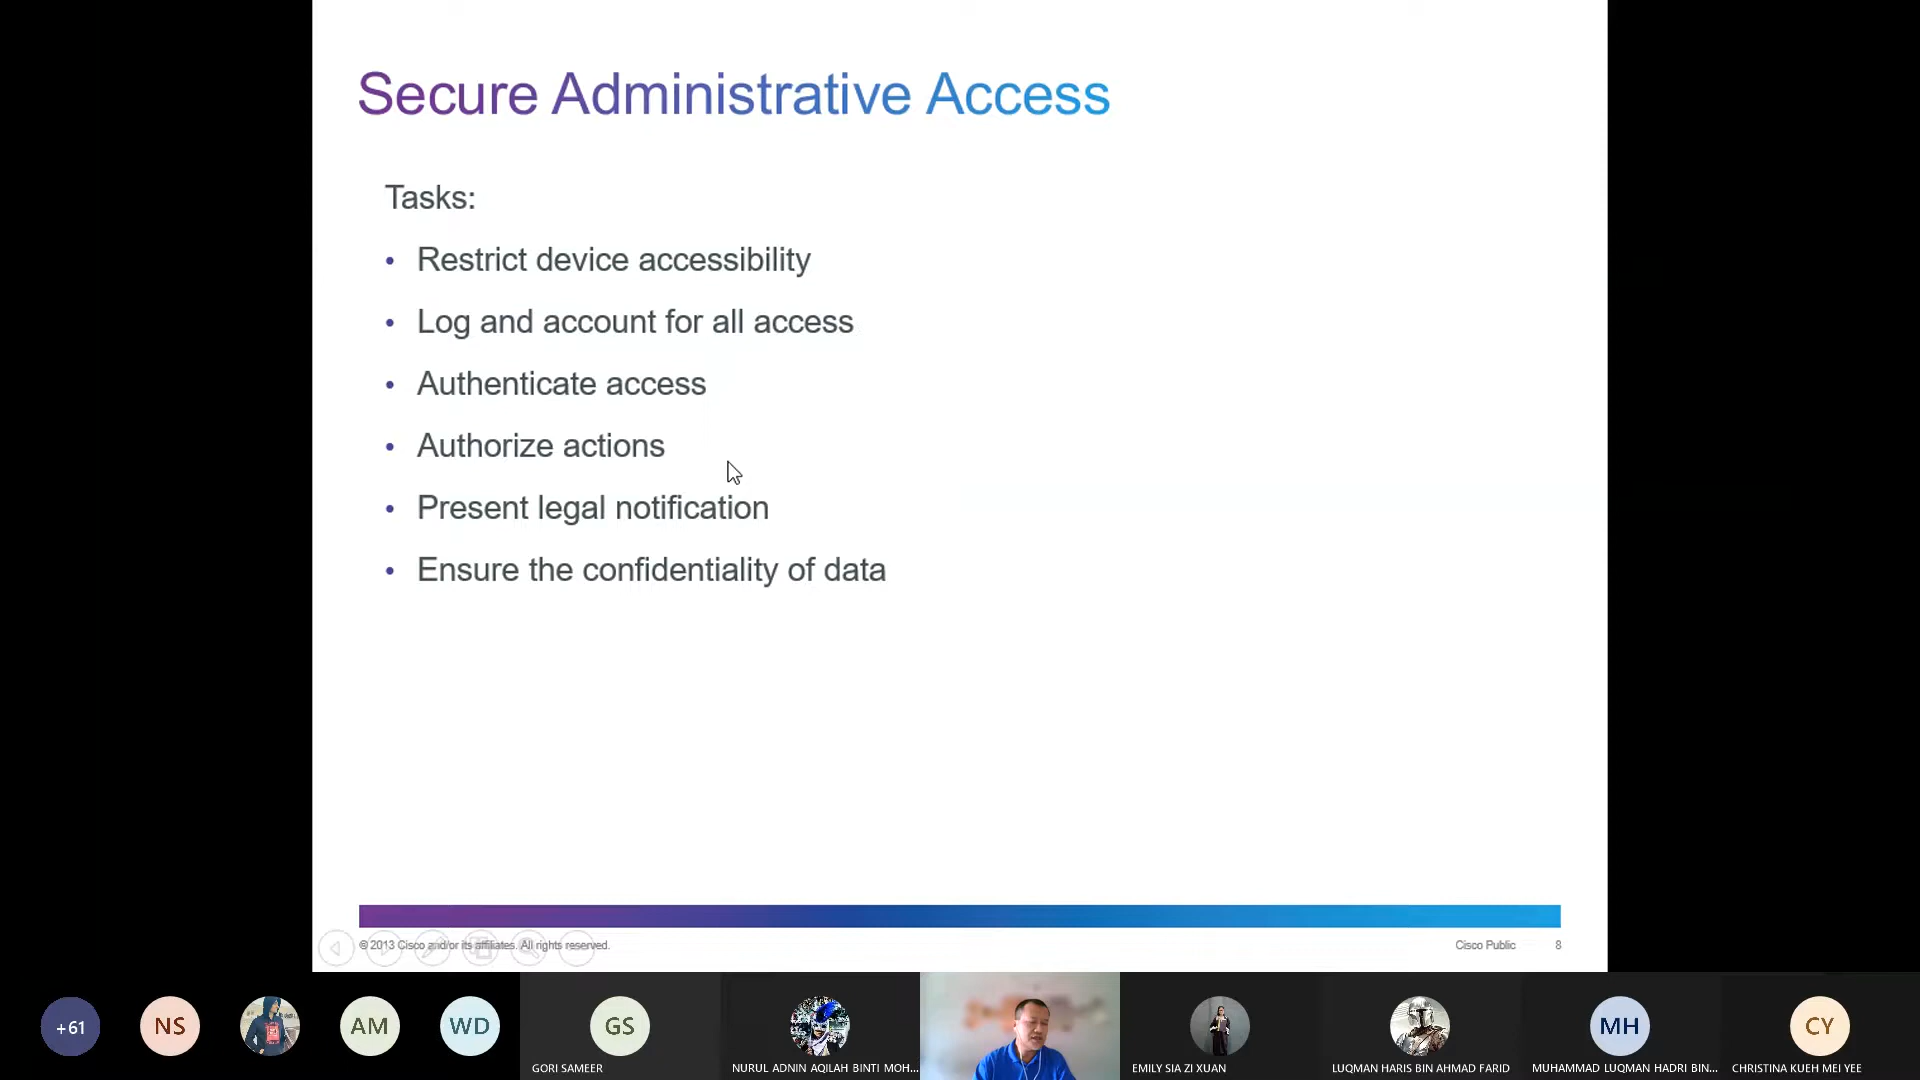 Secure Administrative Access
Tasks:
• Restrict device accessibility
• Log and account for all access
• Authenticate access
• Authorize actions
• Present legal notification
• Ensure the confidentiality of data
© 2013 Cisco and/or its affiliates. All rights reserved.
Cisco Public 8
+61
NS
AM
WD
GS
MH
CY
GORI SAMEER
NURUL ADNIN AQILAH BINTI MOH...
EMILY SIA ZI XUAN
LUQMAN HARIS BIN AHMAD FARID
MUHAMMAD LUQMAN HADRI BIN...
CHRISTINA KUEH MEI YEE